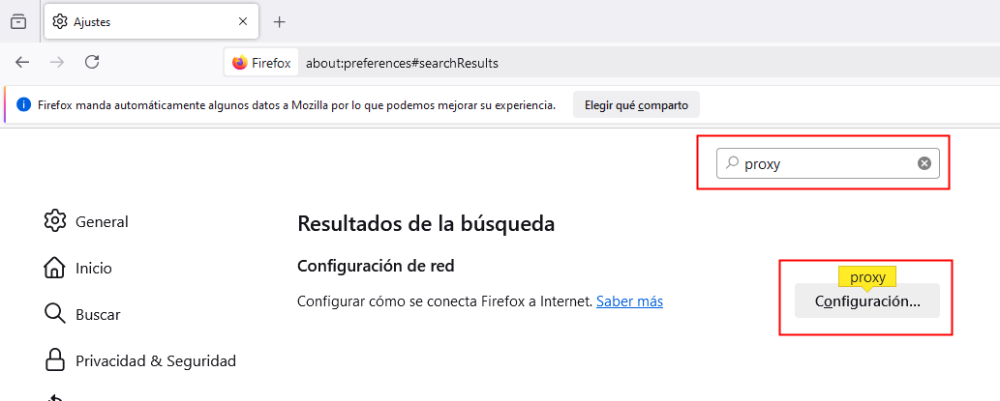 Ajustes
Firefox about:preferences#searchResults
Firefox manda automáticamente algunos datos a Mozilla por lo que podemos mejorar su experiencia. Elegir qué comparto
proxy
General
Resultados de la búsqueda
Inicio
Configuración de red
proxy
Configurar cómo se conecta Firefox a Internet. Saber más
Configuración...
Buscar
Privacidad & Seguridad